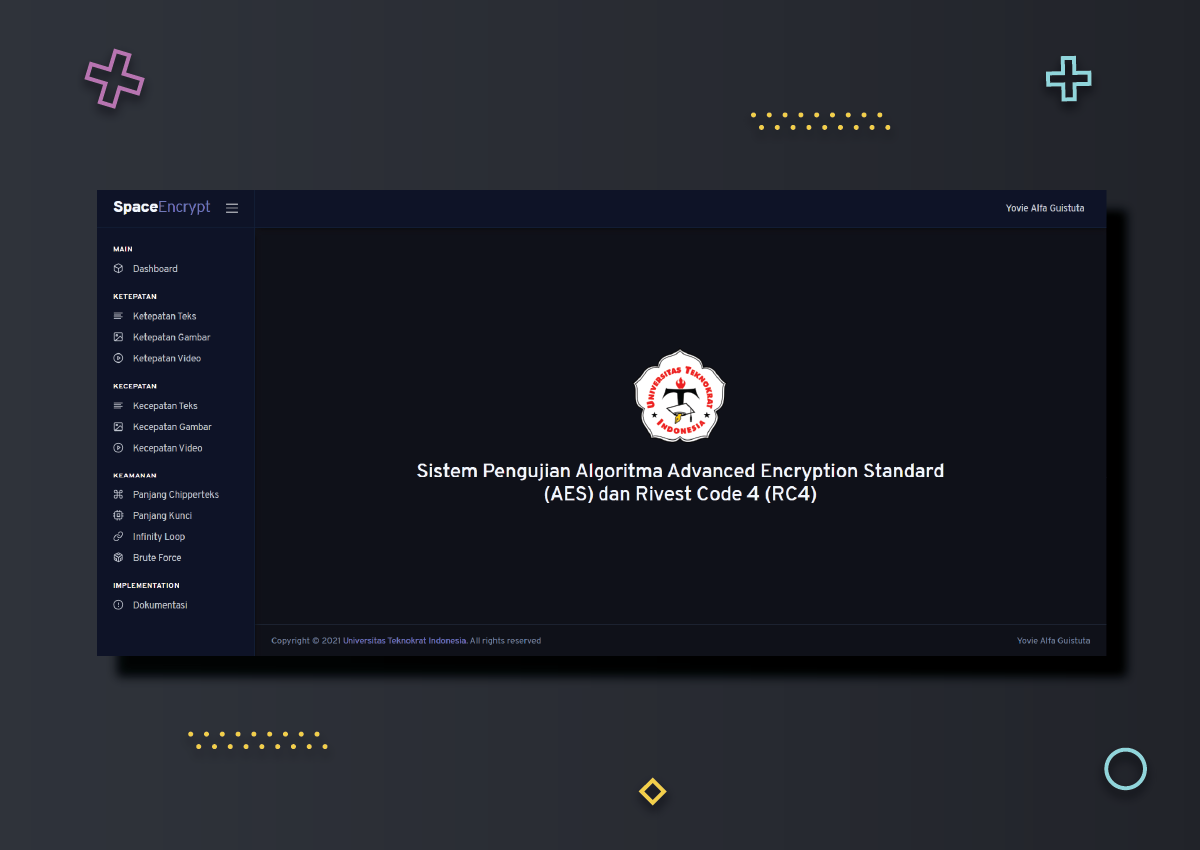 SpaceEncrypt
Yovie Alfa Guistuta
MAIN
Dashboard
KETEPATAN
Ketepatan Teks
Ketepatan Gambar
Ketepatan Video
KECEPATAN
Kecepatan Teks
Kecepatan Gambar
Kecepatan Video
KEAMANAN
Panjang Chipperteks
Panjang Kunci
Infinity Loop
Brute Force
IMPLEMENTATION
Dokumentasi
UNIVERSITAS TEKNOKRAT
INDONESIA
Sistem Pengujian Algoritma Advanced Encryption Standard
(AES) dan Rivest Code 4 (RC4)
Copyright © 2021 Universitas Teknokrat Indonesia. All rights reserved
Yovie Alfa Guistuta